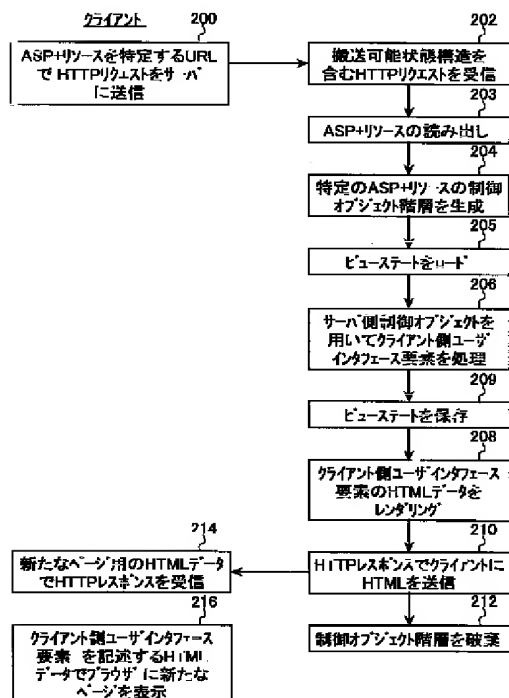 クライアント
200
ASP+リソースを特定するURL
でHTTPリクエストをサーバ
に送信
202
搬送可能状態構造を
含むHTTPリクエストを受信
203
ASP+リソースの読み出し
204
特定のASP+リソースの制御
オブジェクト階層を生成
205
ビューステートをロード
206
サーバ側制御オブジェクトを
用いてクライアント側ユーザ
インタフェース要素を処理
209
ビューステートを保存
208
クライアント側ユーザインタフェース
要素のHTMLデータを
レンダリング
210
HTTPレスポンスでクライアントに
HTMLを送信
212
制御オブジェクト階層を破棄
214
新たなページ用のHTMLデータ
でHTTPレスポンスを受信
216
クライアント側ユーザインタフェース
要素 を記述するHTML
データでブラウザに新たな
ページを表示